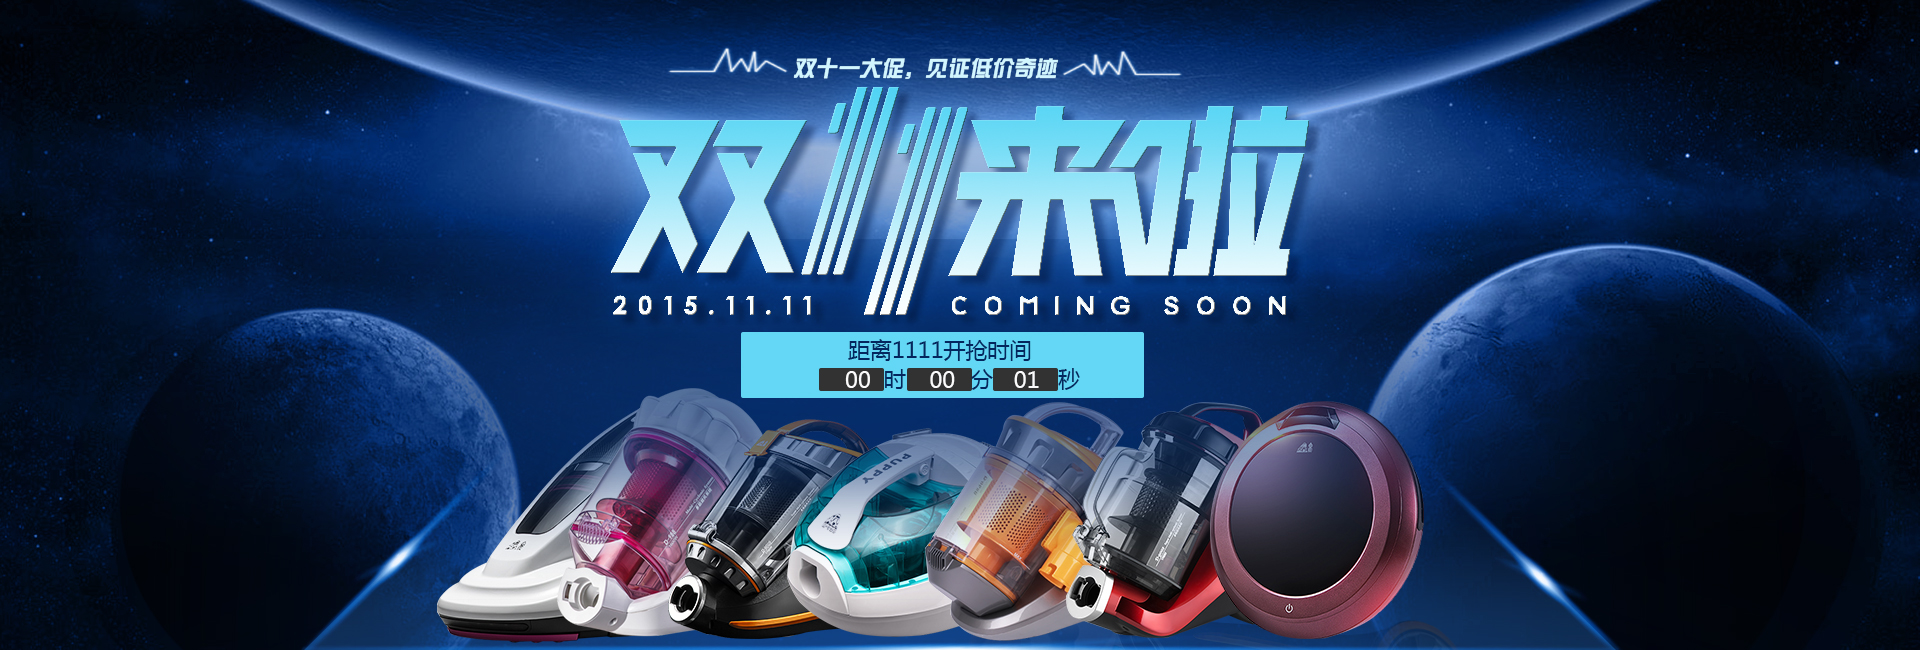 双十一大促，见证低价奇迹
双11来啦
2015.11.11 COMING SOON
距离1111开抢时间
00时00分01秒
PUPPY